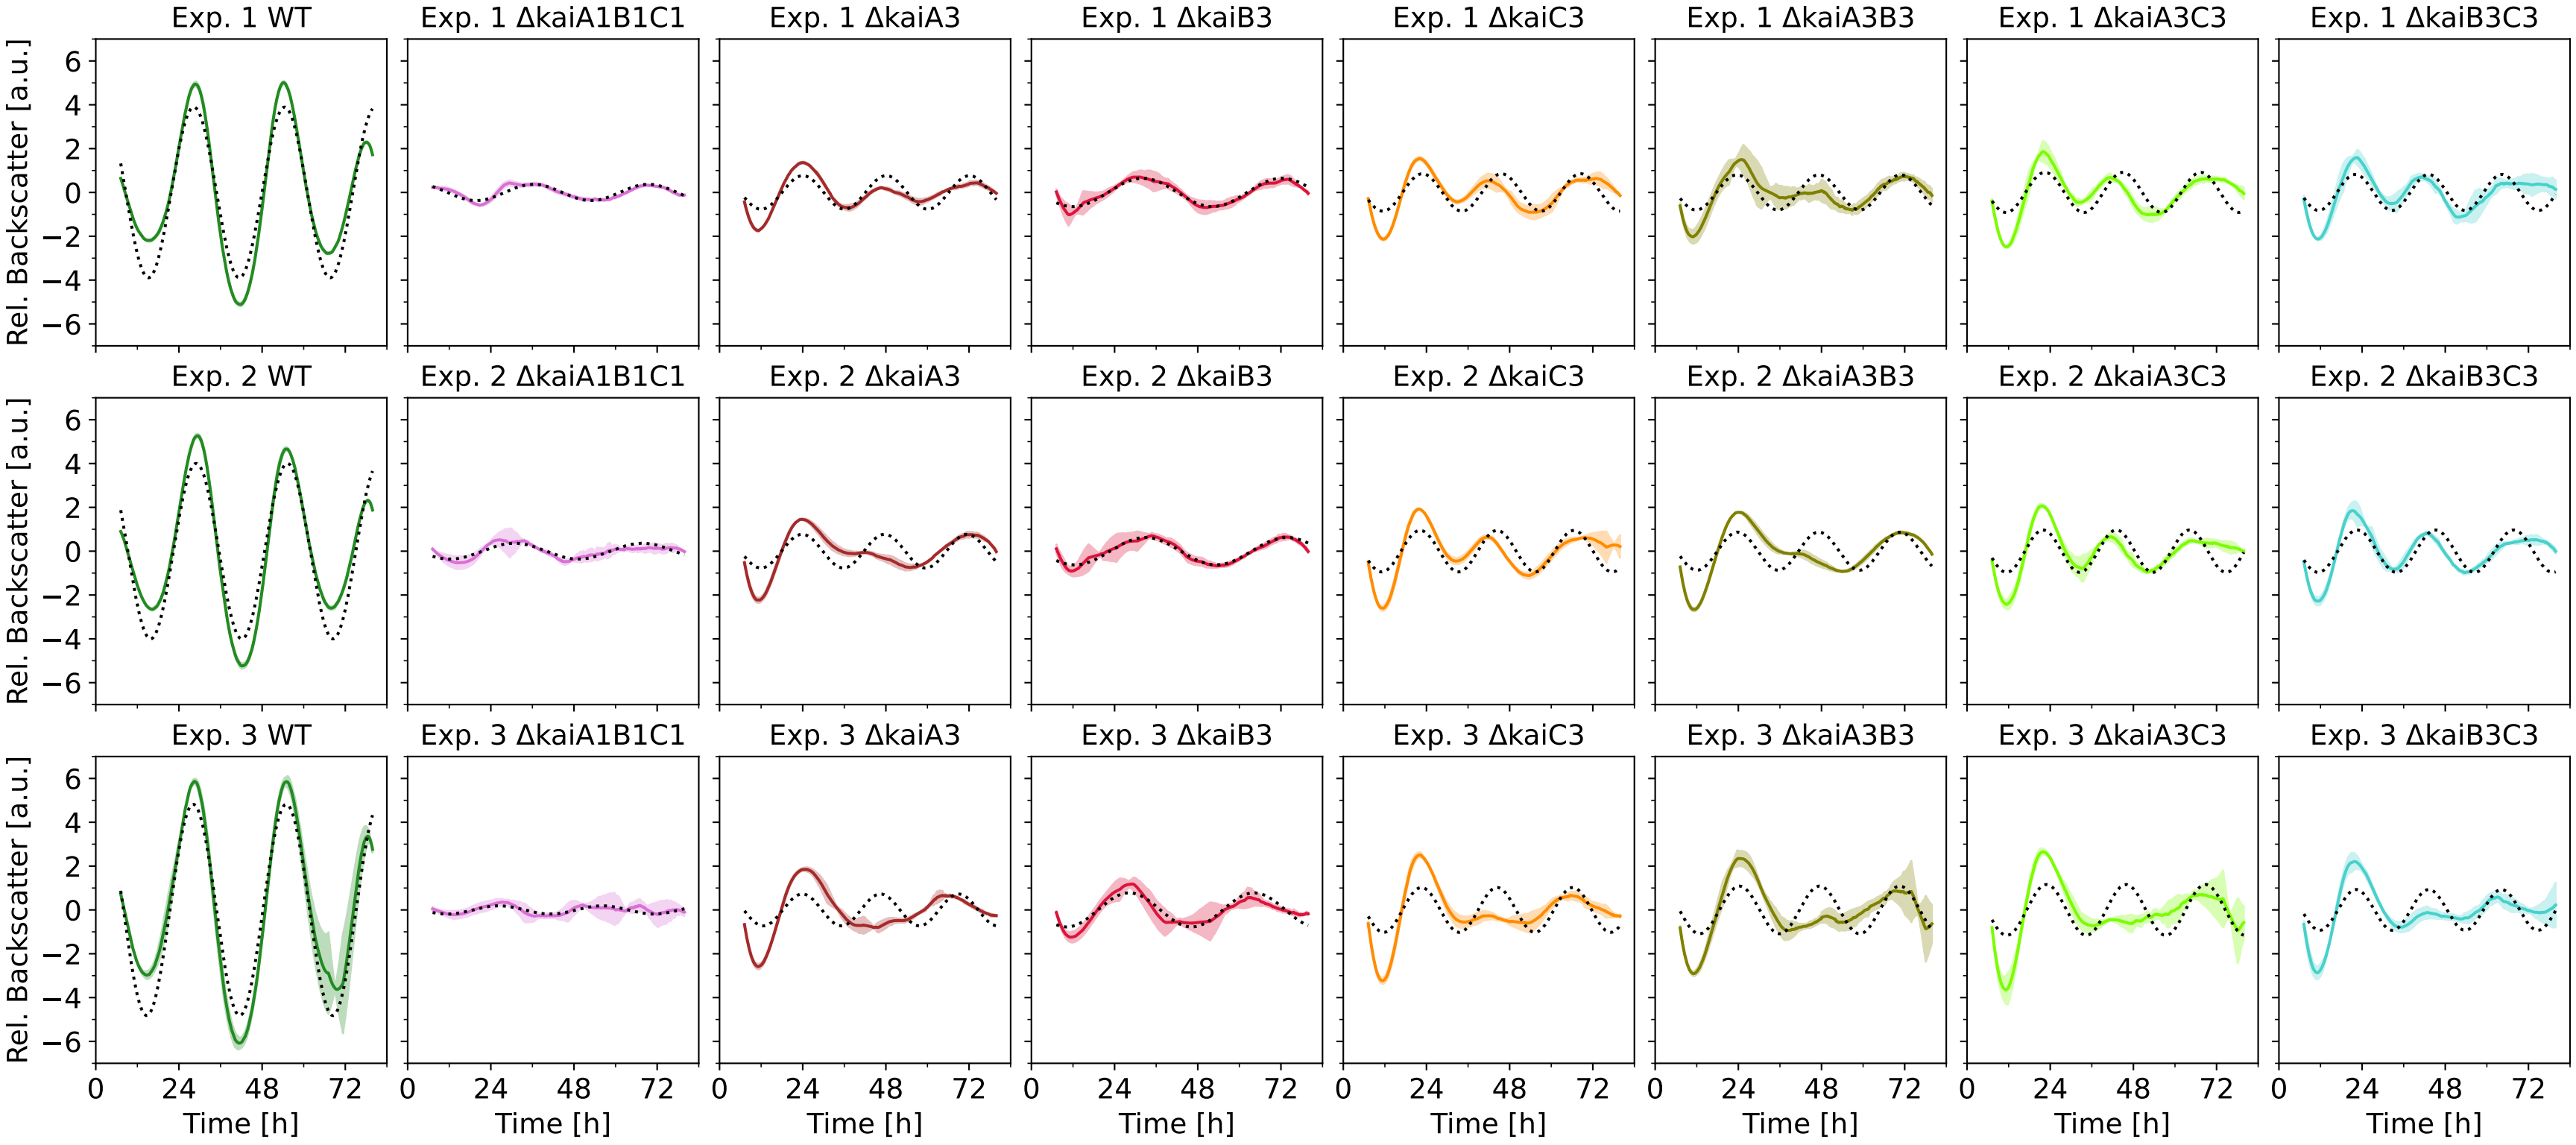 Exp. 1 WT
Exp. 1 ΔkaiA1B1C1
Exp. 1 ΔkaiA3
Exp. 1 ΔkaiB3
Exp. 1 ΔkaiC3
Exp. 1 ΔkaiA3B3
Exp. 1 ΔkaiA3C3
Exp. 1 ΔkaiB3C3
Rel. Backscatter [a.u.]
6
4
2
0
−2
−4
−6
Exp. 2 WT
Exp. 2 ΔkaiA1B1C1
Exp. 2 ΔkaiA3
Exp. 2 ΔkaiB3
Exp. 2 ΔkaiC3
Exp. 2 ΔkaiA3B3
Exp. 2 ΔkaiA3C3
Exp. 2 ΔkaiB3C3
Rel. Backscatter [a.u.]
6
4
2
0
−2
−4
−6
Exp. 3 WT
Exp. 3 ΔkaiA1B1C1
Exp. 3 ΔkaiA3
Exp. 3 ΔkaiB3
Exp. 3 ΔkaiC3
Exp. 3 ΔkaiA3B3
Exp. 3 ΔkaiA3C3
Exp. 3 ΔkaiB3C3
Rel. Backscatter [a.u.]
6
4
2
0
−2
−4
−6
0 24 48 72
0 24 48 72
0 24 48 72
0 24 48 72
0 24 48 72
0 24 48 72
0 24 48 72
0 24 48 72
Time [h]
Time [h]
Time [h]
Time [h]
Time [h]
Time [h]
Time [h]
Time [h]